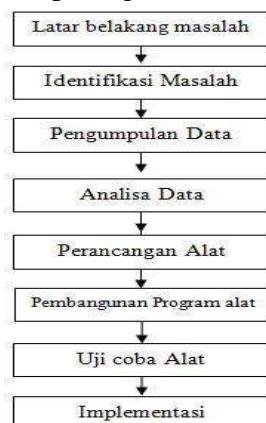 Latar belakang masalah
Identifikasi Masalah
Pengumpulan Data
Analisa Data
Perancangan Alat
Pembangunan Program alat
Uji coba Alat
Implementasi